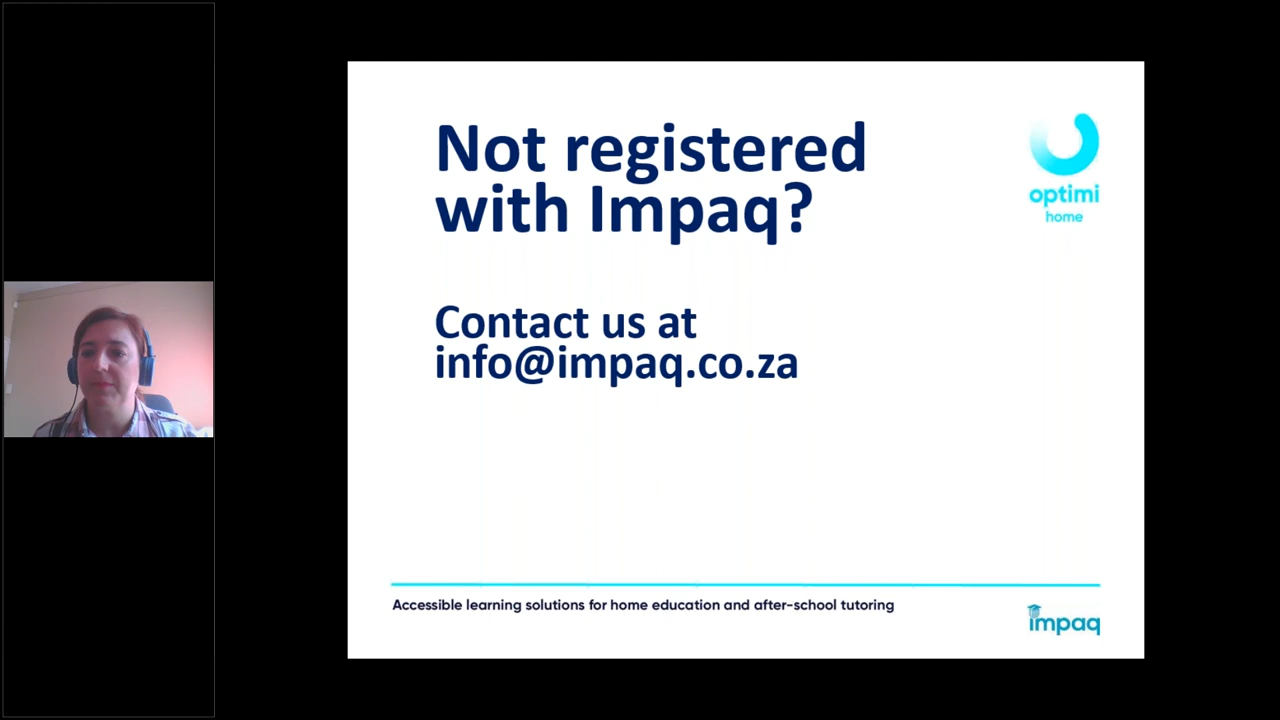 Not registered
with Impaq?
optimi
home
Contact us at
info@impaq.co.za
Accessible learning solutions for home education and after-school tutoring
impaq